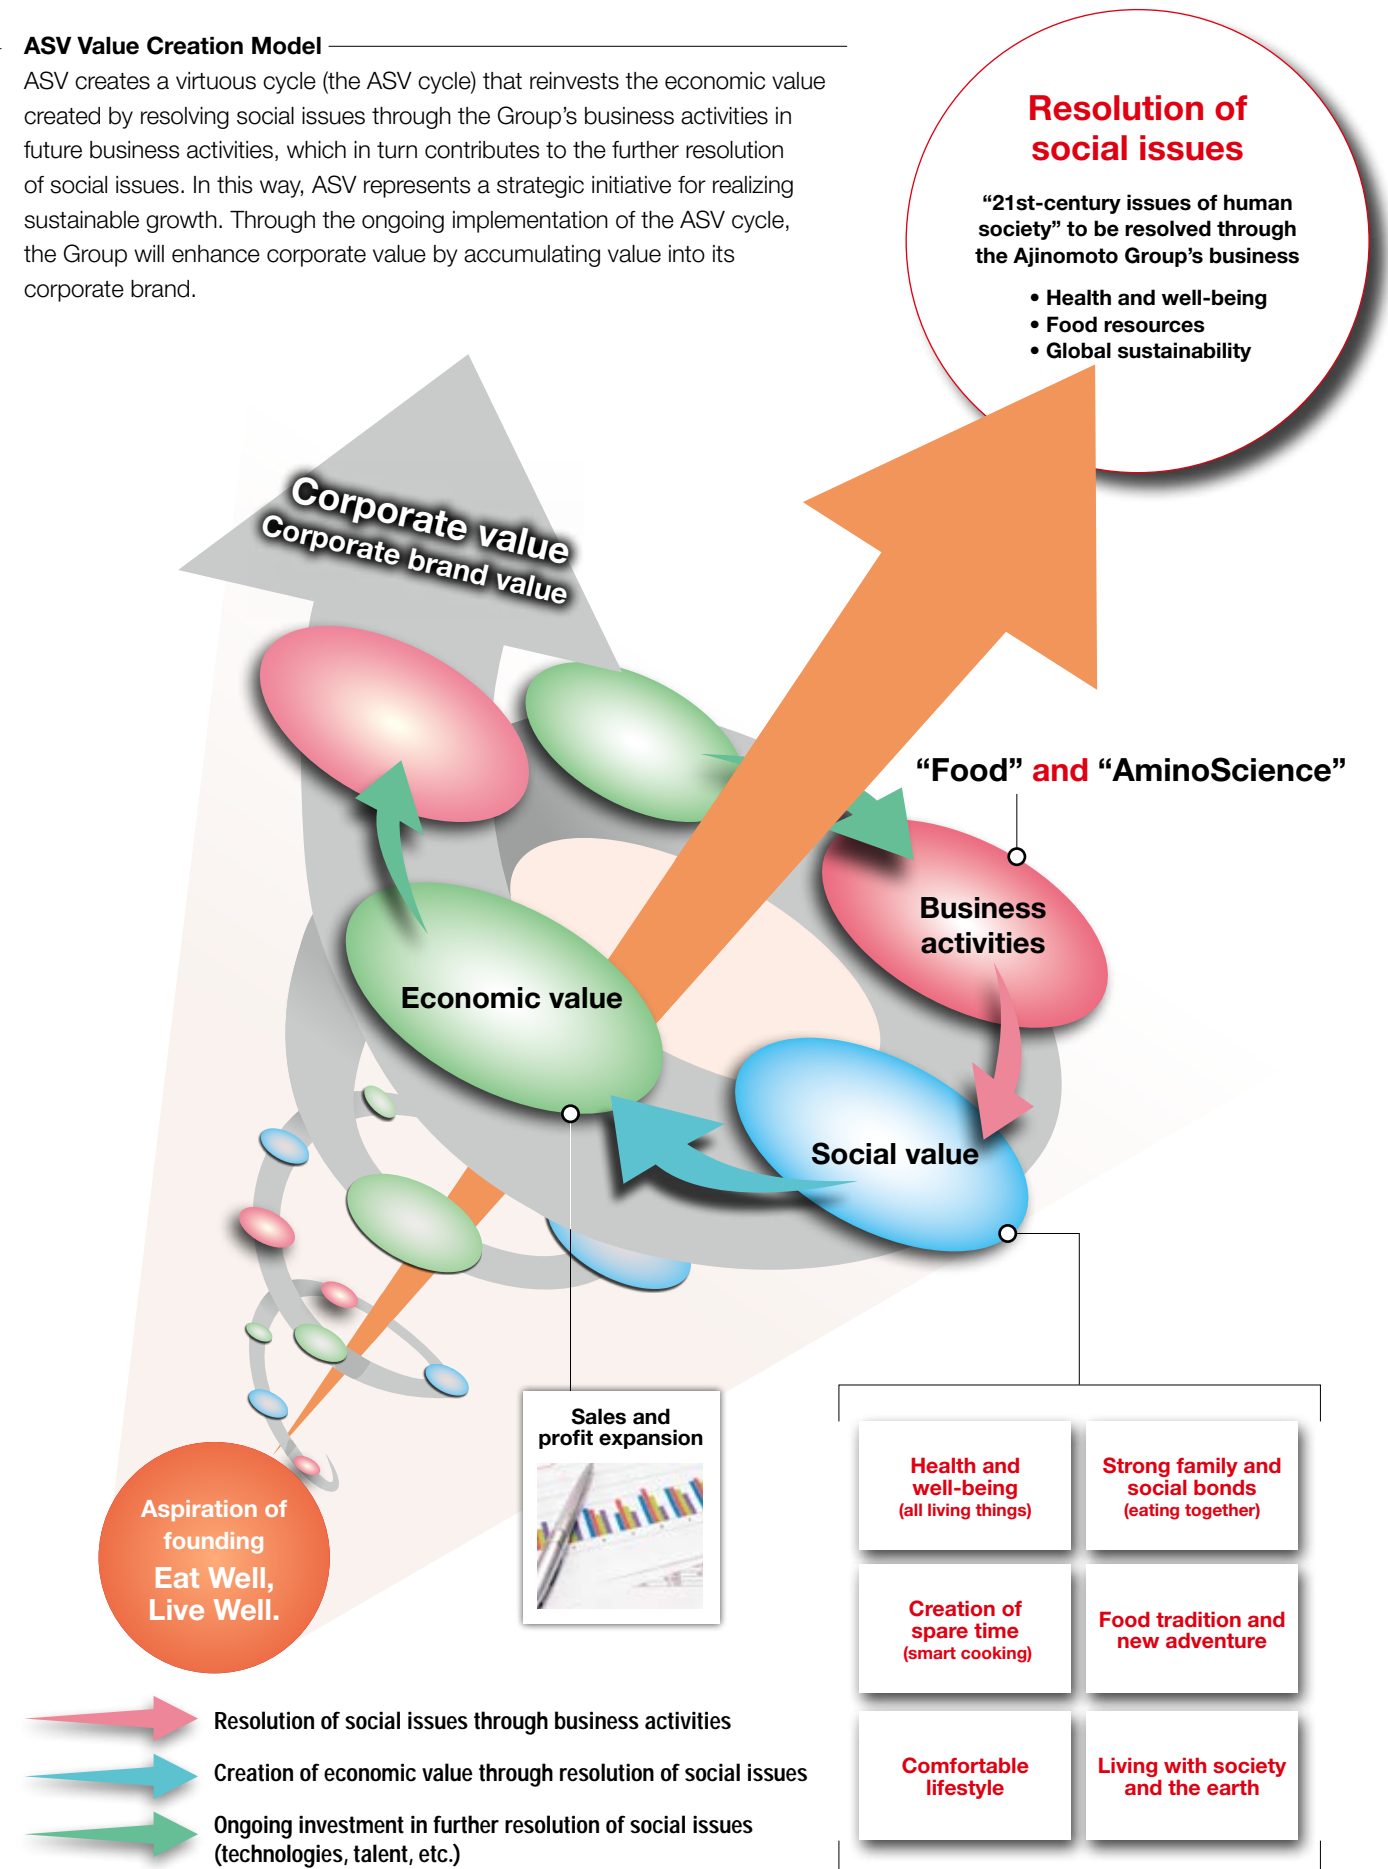 ASV Value Creation Model
ASV creates a virtuous cycle (the ASV cycle) that reinvests the economic value
created by resolving social issues through the Group’s business activities in
future business activities, which in turn contributes to the further resolution
of social issues. In this way, ASV represents a strategic initiative for realizing
sustainable growth. Through the ongoing implementation of the ASV cycle,
the Group will enhance corporate value by accumulating value into its
corporate brand.
Resolution of
social issues
“21st-century issues of human
society” to be resolved through
the Ajinomoto Group’s business
• Health and well-being
• Food resources
• Global sustainability
Corporate value
Corporate brand value
“Food” and “AminoScience”
Business
activities
Economic value
Social value
Sales and
profit expansion
Aspiration of
founding
Eat Well,
Live Well.
Health and
well-being
(all living things)
Strong family and
social bonds
(eating together)
Creation of
spare time
(smart cooking)
Food tradition and
new adventure
Comfortable
lifestyle
Living with society
and the earth
Resolution of social issues through business activities
Creation of economic value through resolution of social issues
Ongoing investment in further resolution of social issues
(technologies, talent, etc.)